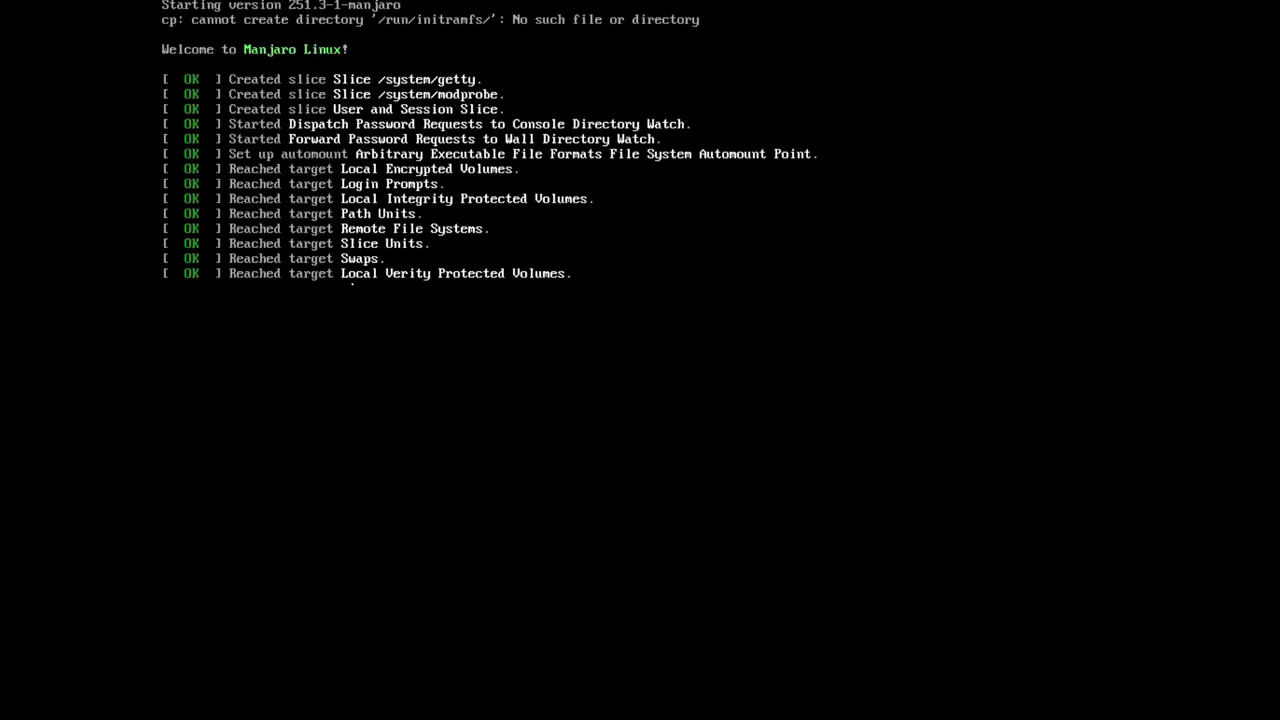 Starting version 251.3-1-manjaro
cp: cannot create directory '/run/initramfs/': No such file or directory
Welcome to Manjaro Linux!
[  OK  ] Created slice Slice /system/getty.
[  OK  ] Created slice Slice /system/modprobe.
[  OK  ] Created slice User and Session Slice.
[  OK  ] Started Dispatch Password Requests to Console Directory Watch.
[  OK  ] Started Forward Password Requests to Wall Directory Watch.
[  OK  ] Set up automount Arbitrary Executable File Formats File System Automount Point.
[  OK  ] Reached target Local Encrypted Volumes.
[  OK  ] Reached target Login Prompts.
[  OK  ] Reached target Local Integrity Protected Volumes.
[  OK  ] Reached target Path Units.
[  OK  ] Reached target Remote File Systems.
[  OK  ] Reached target Slice Units.
[  OK  ] Reached target Swaps.
[  OK  ] Reached target Local Verity Protected Volumes.